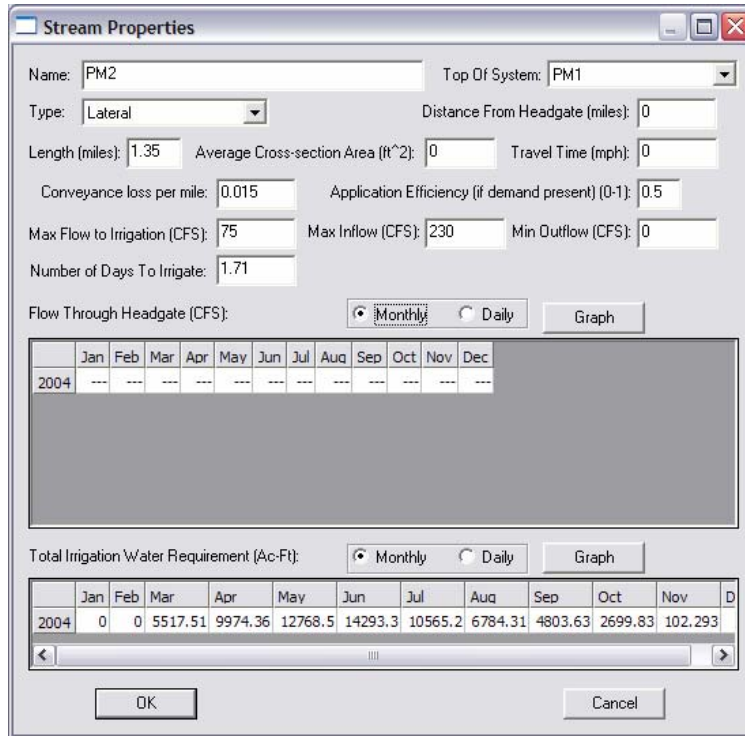 Stream Properties
Name: PM2 Top Of System: PM1
Type: Lateral Distance From Headgate (miles): 0
Length (miles): 1.35 Average Cross-section Area (ft^2): 0 Travel Time (mph): 0
Conveyance loss per mile: 0.015 Application Efficiency (if demand present) (0-1): 0.5
Max Flow to Irrigation (CFS): 75 Max Inflow (CFS): 230 Min Outflow (CFS): 0
Number of Days To Irrigate: 1.71
Flow Through Headgate (CFS): Monthly Daily Graph
Jan Feb Mar Apr May Jun Jul Aug Sep Oct Nov Dec
2004 --- --- --- --- --- --- --- --- --- --- --- ---
Total Irrigation Water Requirement (Ac-Ft): Monthly Daily Graph
Jan Feb Mar Apr May Jun Jul Aug Sep Oct Nov D
2004 0 0 5517.51 9974.36 12768.5 14293.3 10565.2 6784.31 4803.63 2699.83 102.293
OK Cancel